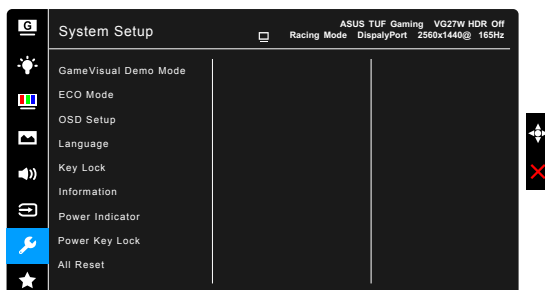 G
System Setup
ASUS TUF Gaming VG27W HDR Off
Racing Mode DispalyPort 2560x1440@ 165Hz
GameVisual Demo Mode
ECO Mode
OSD Setup
Language
Key Lock
Information
Power Indicator
Power Key Lock
All Reset